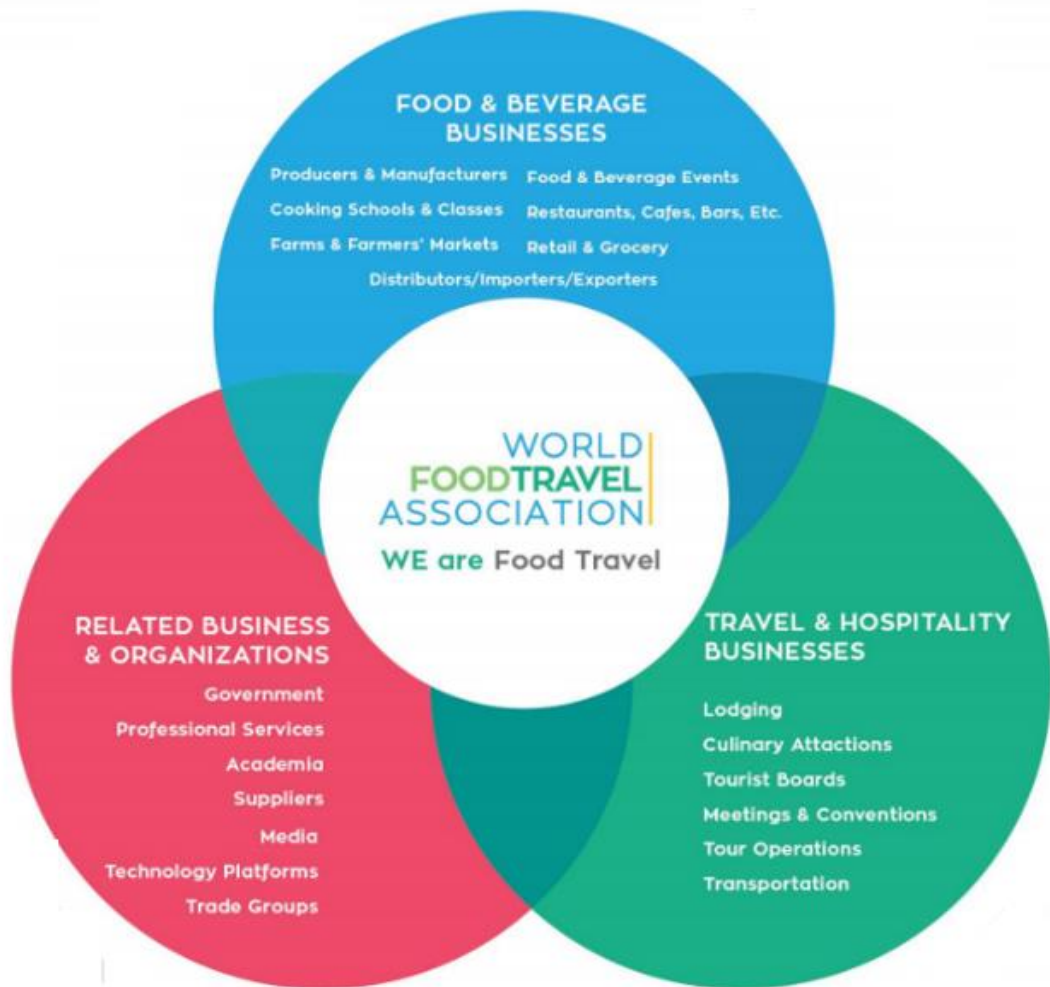 FOOD & BEVERAGE
BUSINESSES
Producers & Manufacturers Food & Beverage Events
Cooking Schools & Classes Restaurants, Cafes, Bars, Etc.
Farms & Farmers' Markets Retail & Grocery
Distributors/Importers/Exporters
WORLD
FOODTRAVEL
ASSOCIATION
WE are Food Travel
RELATED BUSINESS
& ORGANIZATIONS
Government
Professional Services
Academia
Suppliers
Media
Technology Platforms
Trade Groups
TRAVEL & HOSPITALITY
BUSINESSES
Lodging
Culinary Attactions
Tourist Boards
Meetings & Conventions
Tour Operations
Transportation